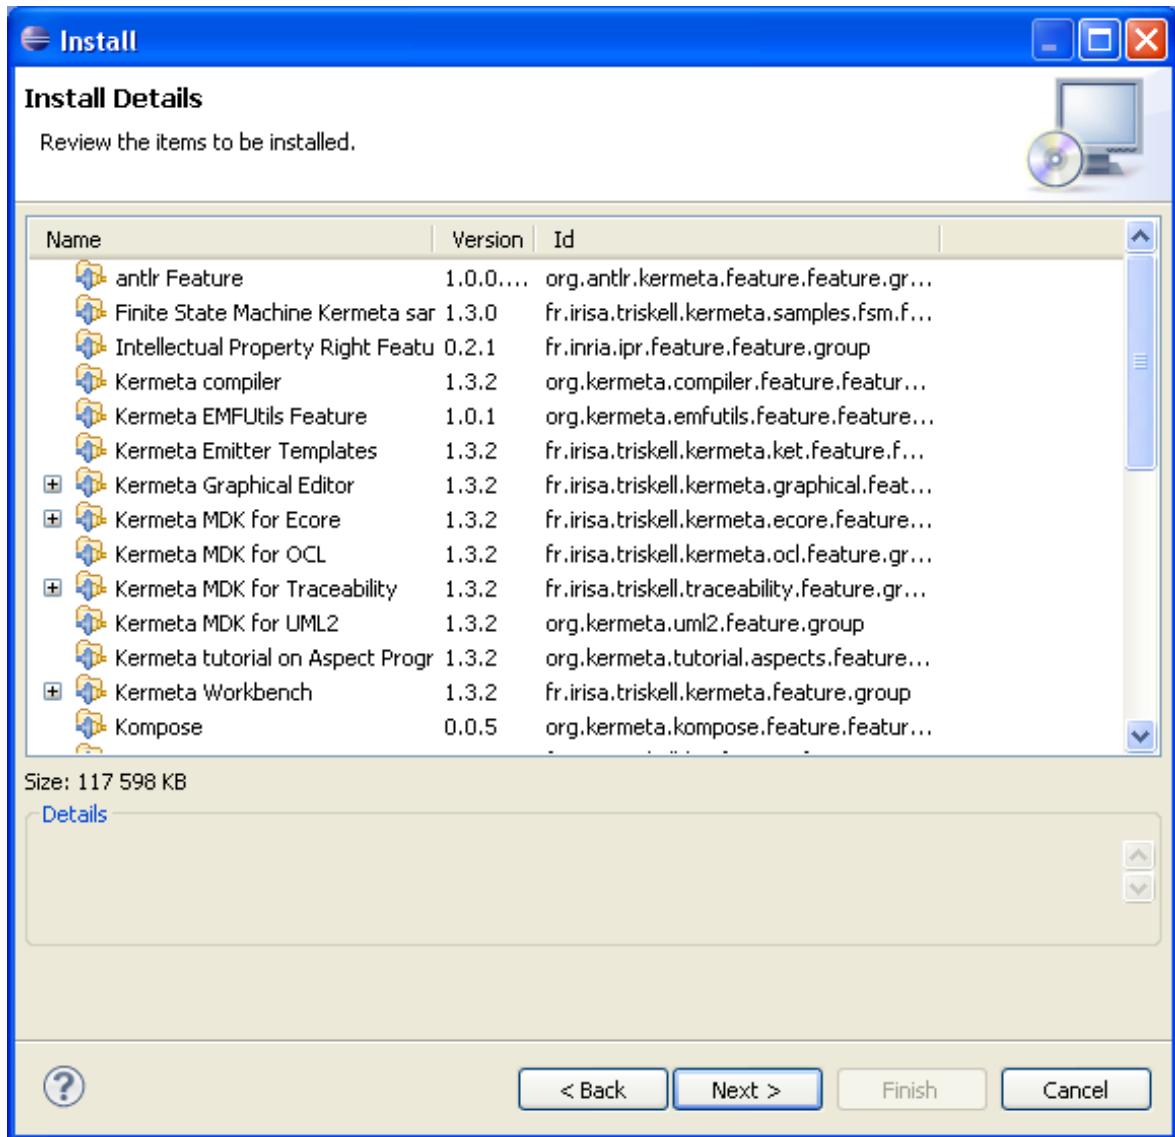 Install
Install Details
Review the items to be installed.
Name Version Id
antlr Feature 1.0.0.... org.antlr.kermeta.feature.feature.gr...
Finite State Machine Kermeta sar 1.3.0 fr.irisa.triskell.kermeta.samples.fsm.f...
Intellectual Property Right Featu 0.2.1 fr.inria.ipr.feature.feature.group
Kermeta compiler 1.3.2 org.kermeta.compiler.feature.featur...
Kermeta EMFUtils Feature 1.0.1 org.kermeta.emfutils.feature.feature...
Kermeta Emitter Templates 1.3.2 fr.irisa.triskell.kermeta.ket.feature.f...
Kermeta Graphical Editor 1.3.2 fr.irisa.triskell.kermeta.graphical.feat...
Kermeta MDK for Ecore 1.3.2 fr.irisa.triskell.kermeta.ecore.feature...
Kermeta MDK for OCL 1.3.2 fr.irisa.triskell.kermeta.ocl.feature.gr...
Kermeta MDK for Traceability 1.3.2 fr.irisa.triskell.traceability.feature.gr...
Kermeta MDK for UML2 1.3.2 org.kermeta.uml2.feature.group
Kermeta tutorial on Aspect Progr 1.3.2 org.kermeta.tutorial.aspects.feature...
Kermeta Workbench 1.3.2 fr.irisa.triskell.kermeta.feature.group
Kompose 0.0.5 org.kermeta.kompose.feature.featur...
Size: 117 598 KB
Details
? < Back Next > Finish Cancel